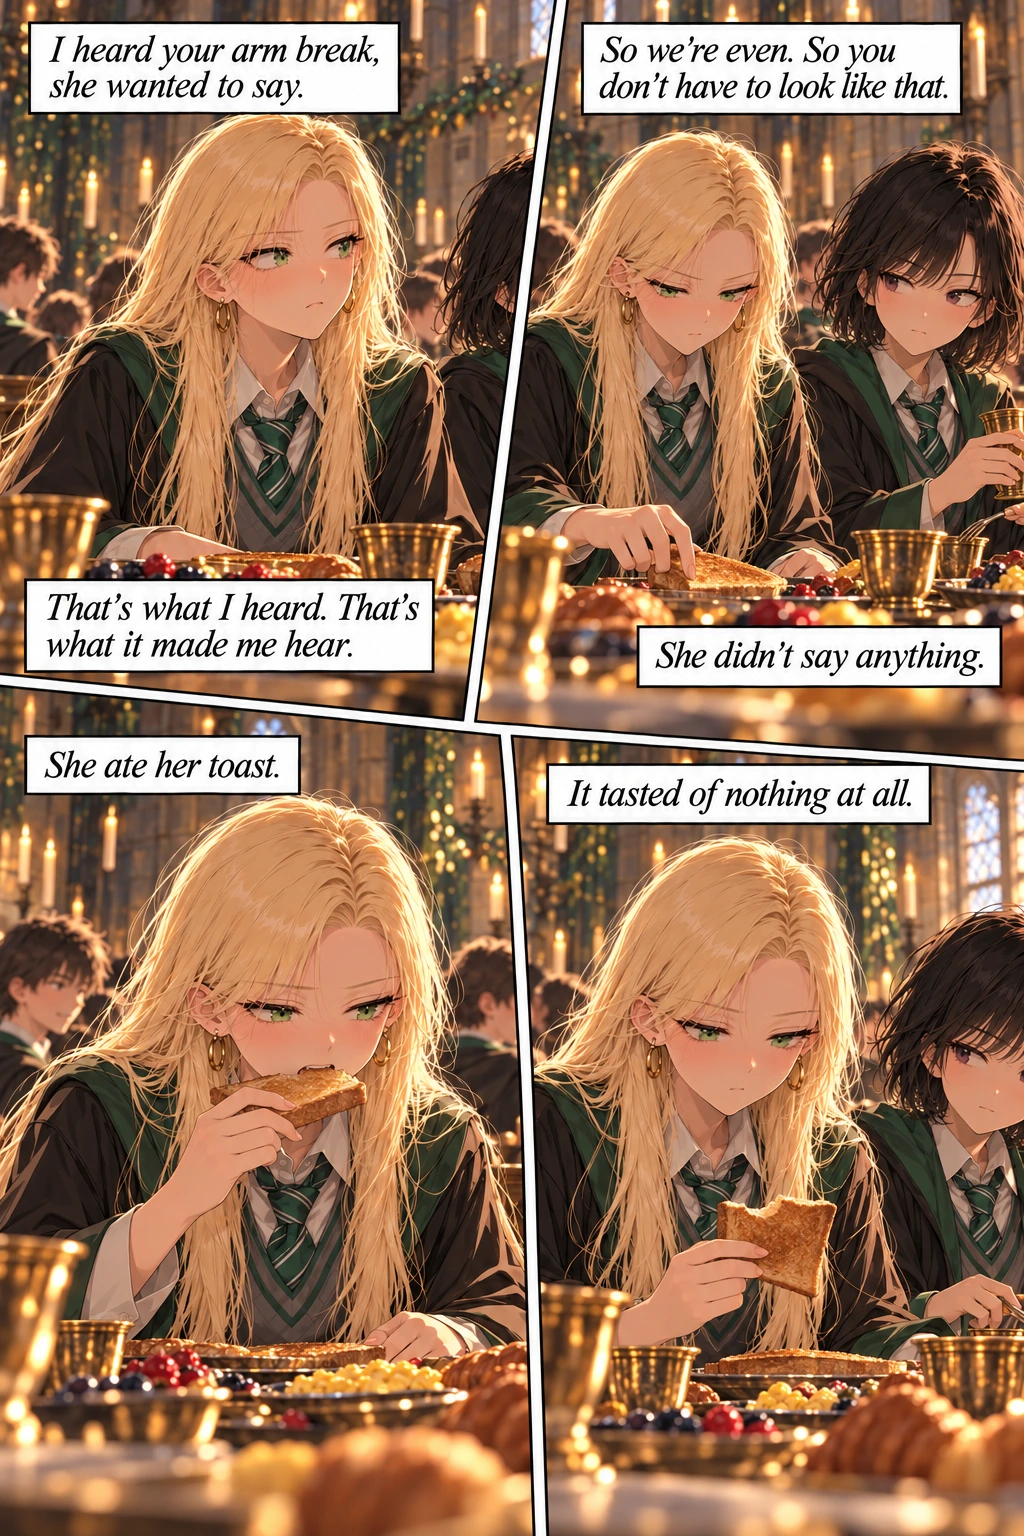 I heard your arm break,
she wanted to say.
That's what I heard. That's
what it made me hear.
So we're even. So you
don't have to look like that.
She didn't say anything.
She ate her toast.
It tasted of nothing at all.